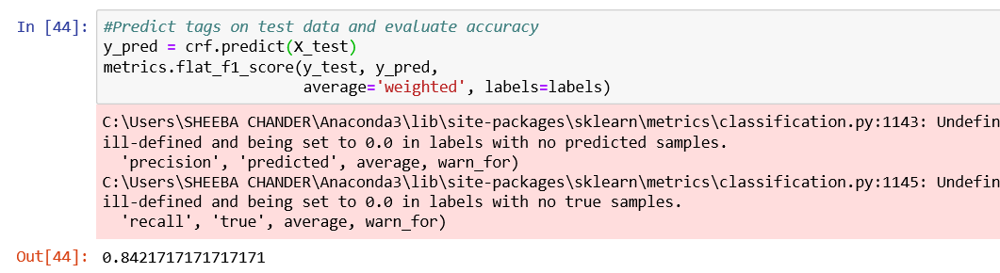 In [44]: #Predict tags on test data and evaluate accuracy
y_pred = crf.predict(X_test)
metrics.flat_f1_score(y_test, y_pred,
average='weighted', labels=labels)
C:\Users\SHEEBA CHANDER\Anaconda3\lib\site-packages\sklearn\metrics\classification.py:1143: Undefin
ill-defined and being set to 0.0 in labels with no predicted samples.
'precision', 'predicted', average, warn_for)
C:\Users\SHEEBA CHANDER\Anaconda3\lib\site-packages\sklearn\metrics\classification.py:1145: Undefin
ill-defined and being set to 0.0 in labels with no true samples.
'recall', 'true', average, warn_for)
Out[44]: 0.8421717171717171